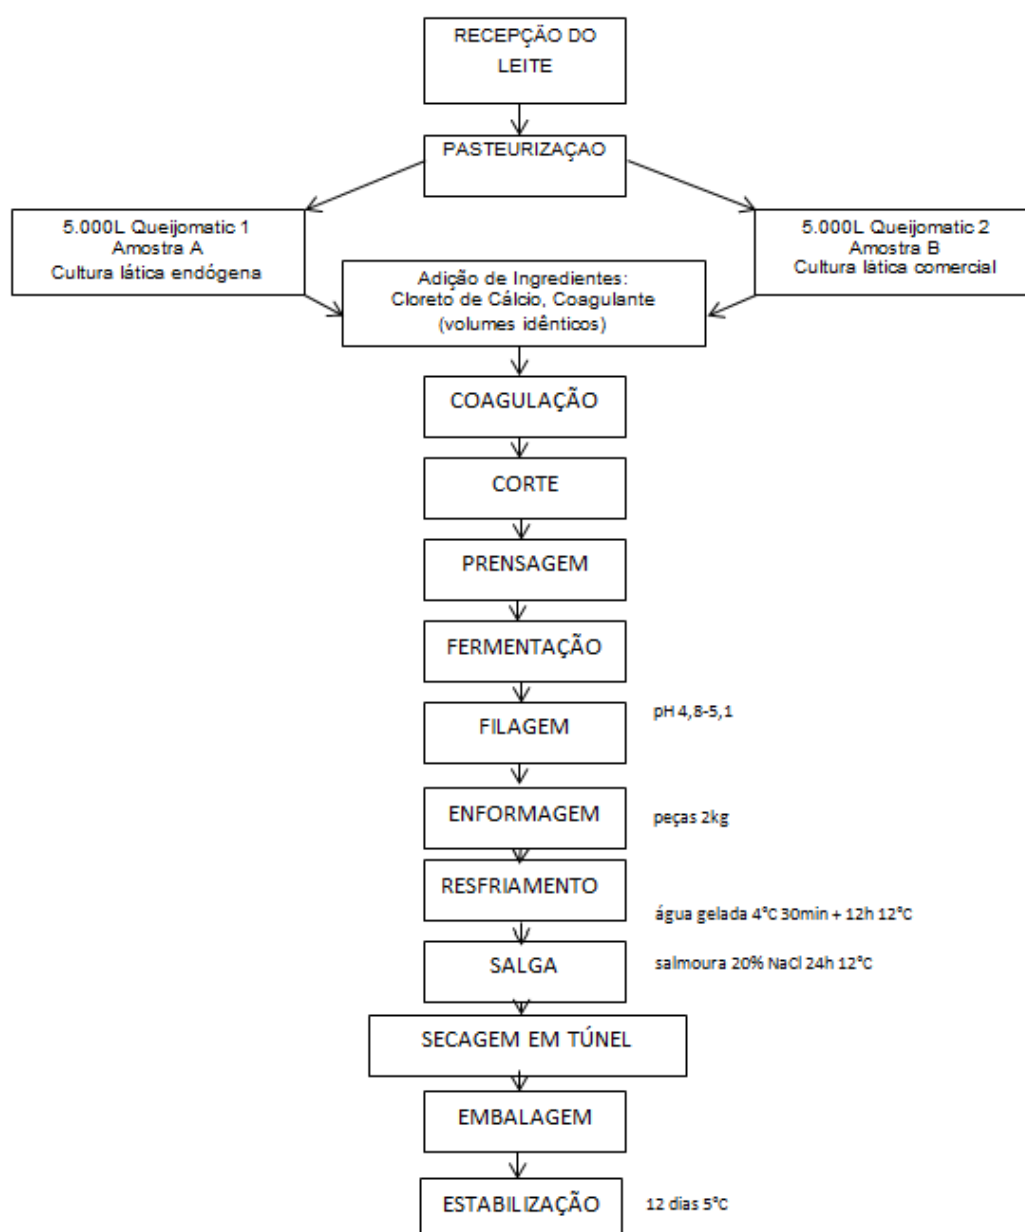 RECEPÇÃO DO
LEITE
PASTEURIZAÇAO
5.000L Queijomatic 1
Amostra A
Cultura lática endógena
5.000L Queijomatic 2
Amostra B
Cultura lática comercial
Adição de Ingredientes:
Cloreto de Cálcio, Coagulante
(volumes idênticos)
COAGULAÇÃO
CORTE
PRENSAGEM
FERMENTAÇÃO
FILAGEM
pH 4,8-5,1
ENFORMAGEM
peças 2kg
RESFRIAMENTO
água gelada 4°C 30min + 12h 12°C
SALGA
salmoura 20% NaCl 24h 12°C
SECAGEM EM TÚNEL
EMBALAGEM
ESTABILIZAÇÃO
12 dias 5°C